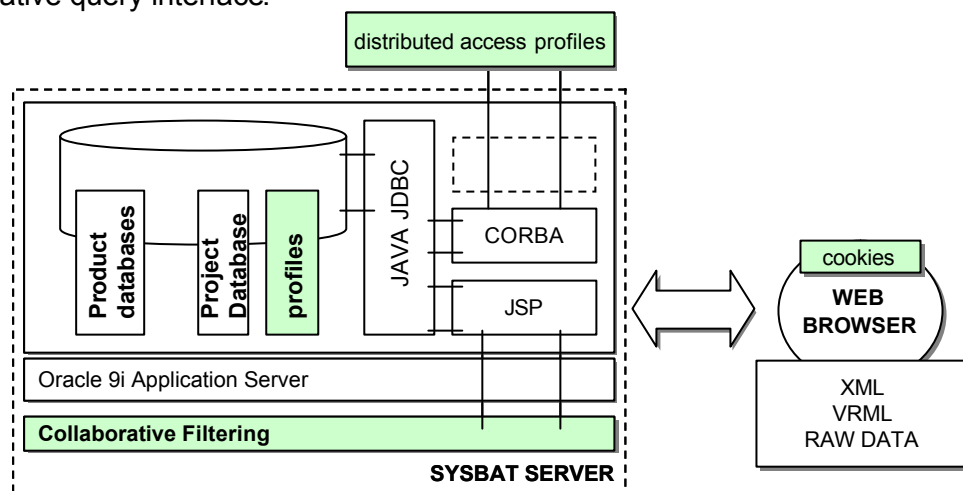 ative query interface.
distributed access profiles
Product
databases
Project
Database
profiles
JAVA JDBC
CORBA
JSP
cookies
WEB
BROWSER
XML
VRML
RAW DATA
Oracle 9i Application Server
Collaborative Filtering
SYSBAT SERVER